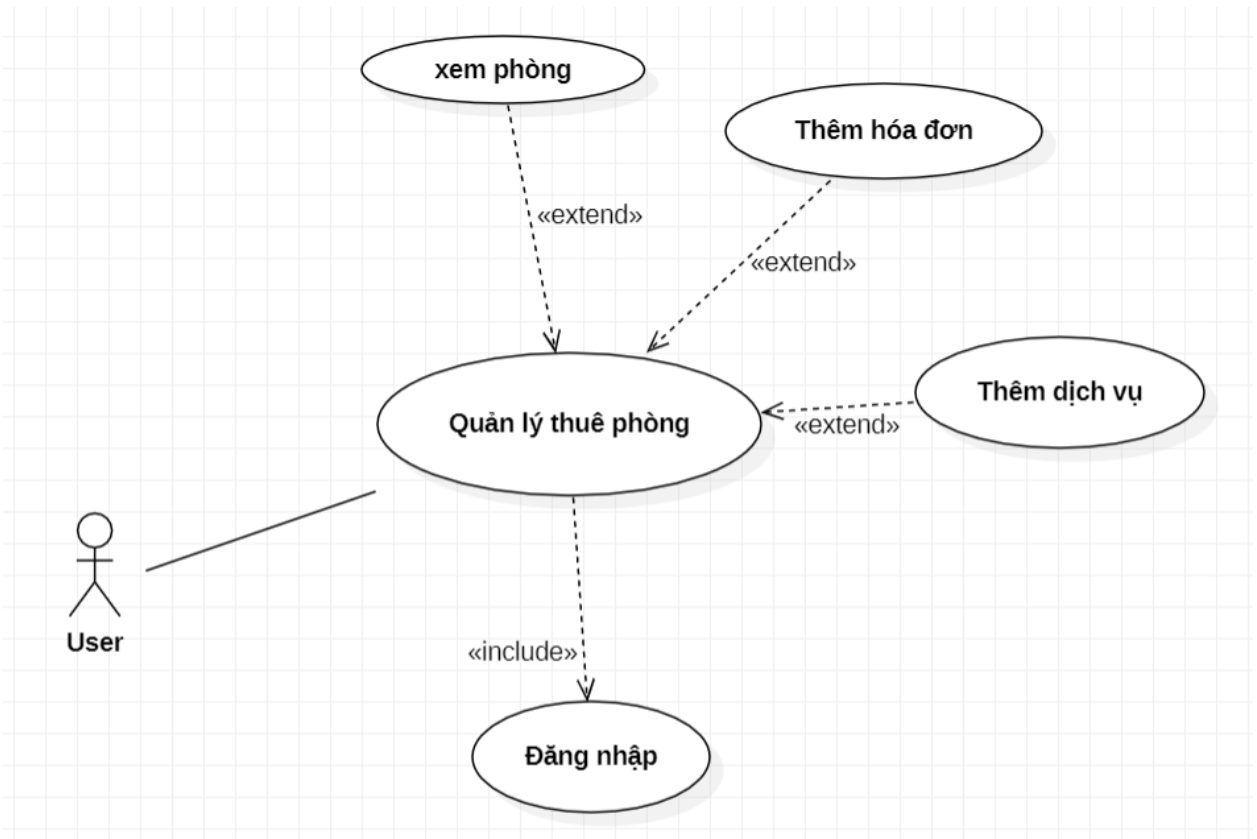 xem phòng
Thêm hóa đơn
«extend»
«extend»
Thêm dịch vụ
Quản lý thuê phòng
«extend»
User
«include»
Đăng nhập